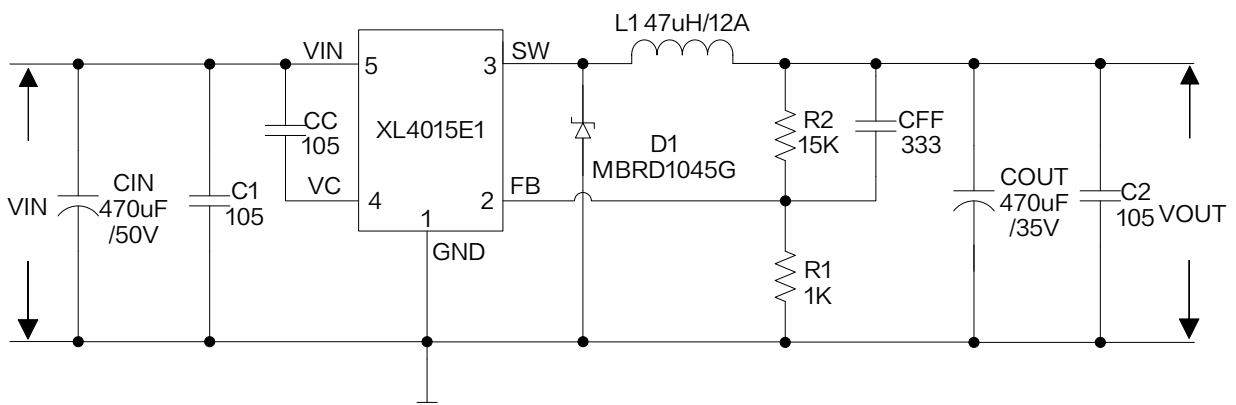 L1 47uH/12A
VIN
SW
5
3
CC
105
XL4015E1
R2
15K
CFF
333
D1
MBRD1045G
VC
FB
4
2
1
GND
VIN
CIN
470uF
/50V
C1
105
COUT
470uF
/35V
C2
105
VOUT
R1
1K